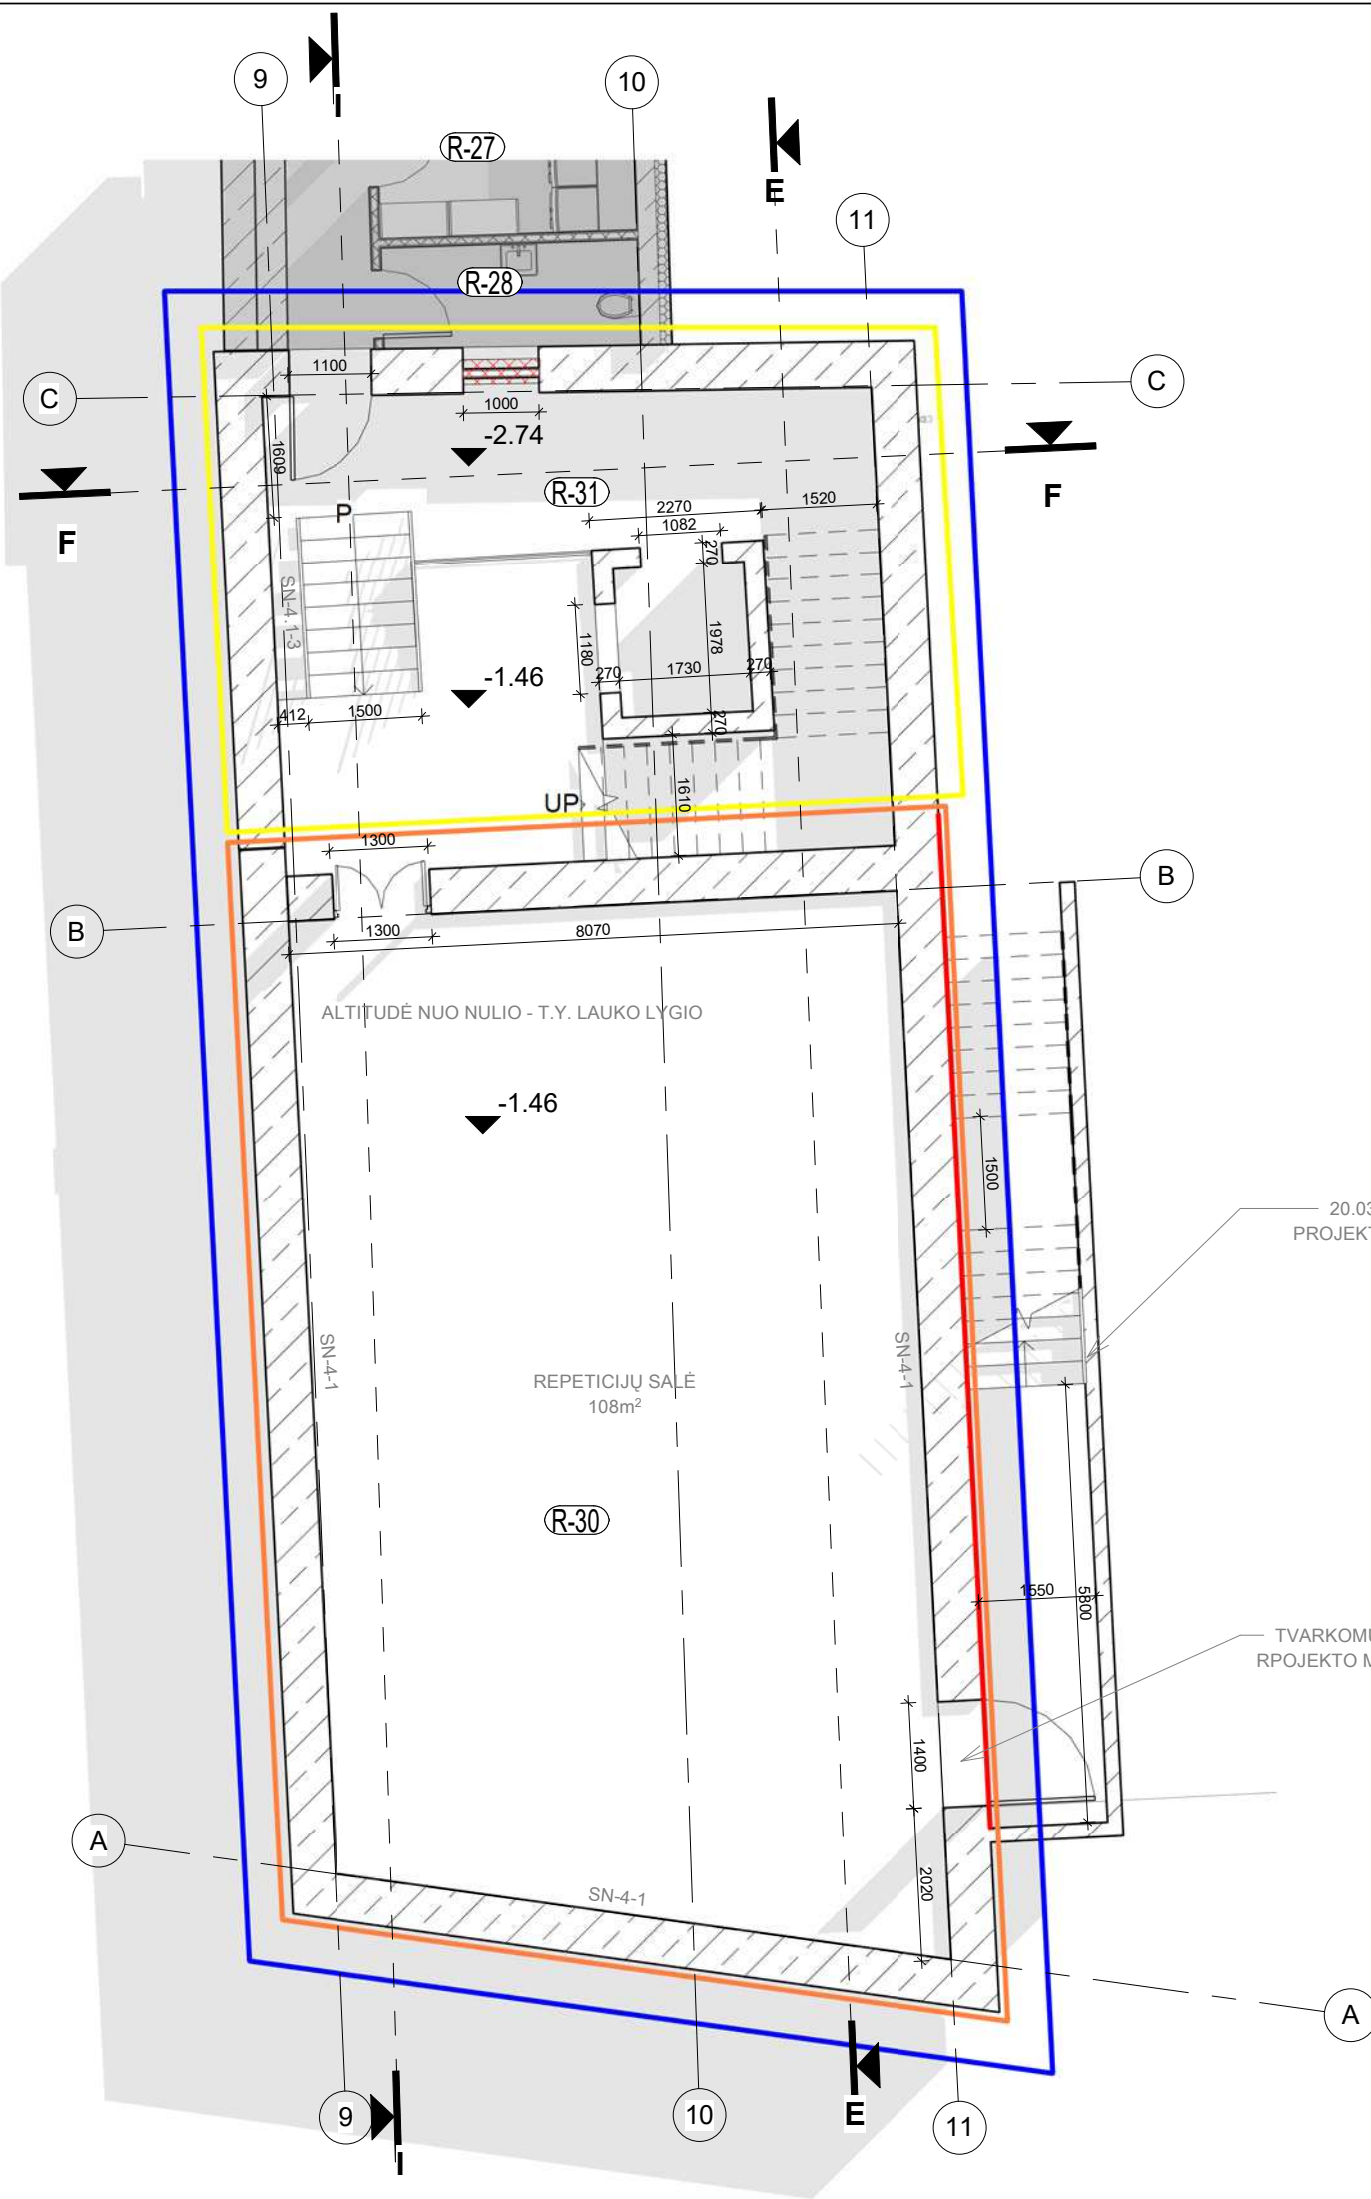 9
I
10
E
11
R-27
R-28
1100
1000
C
C
-2.74
1609
F
F
R-31
P
2270
1520
1082
270
SN-4.1-3
1978
1180
270
1730
270
-1.46
412
1500
270
1610
UP
1300
B
B
1300
8070
ALTITUDĖ NUO NULIO - T.Y. LAUKO LYGIO
-1.46
1500
20.03
PROJEKT
SN-4-1
SN-4-1
REPETICIJŲ SALĖ
108m²
R-30
1550
5800
TVARKOMU
RPOJEKTO M
1400
A
2020
SN-4-1
A
9
I
10
E
11